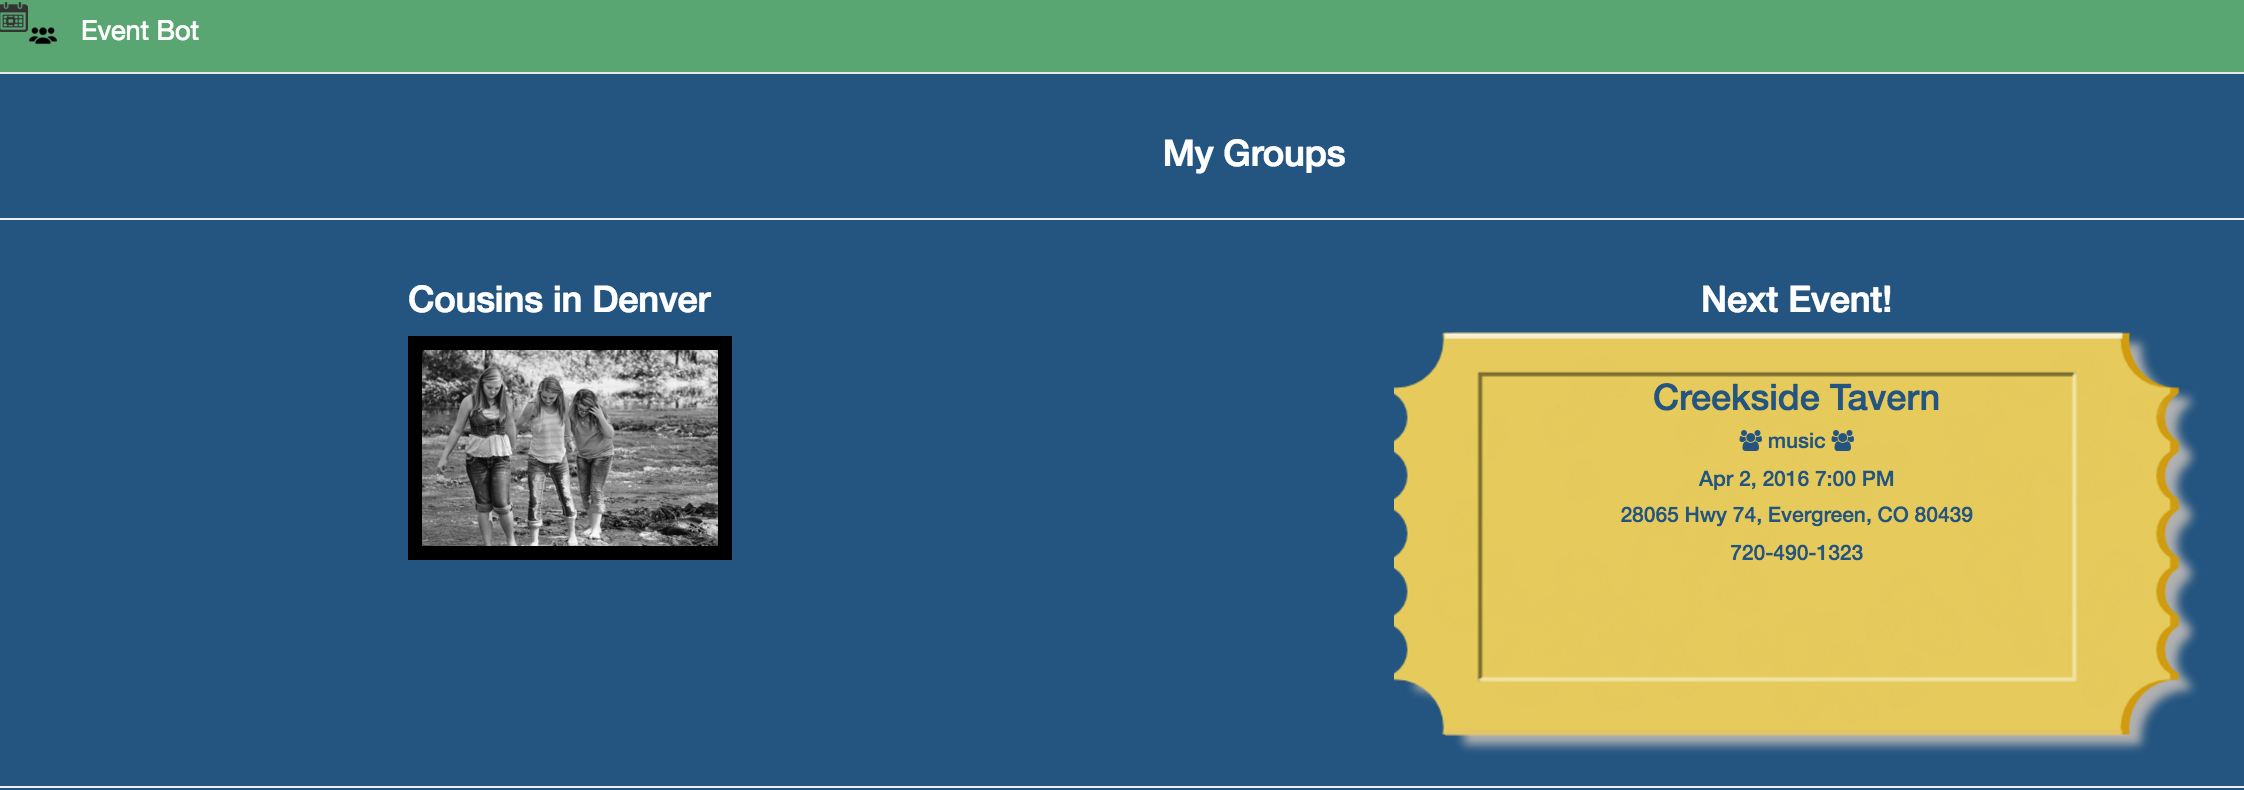 Event Bot
My Groups
Cousins in Denver
Next Event!
Creekside Tavern
music
Apr 2, 2016 7:00 PM
28065 Hwy 74, Evergreen, CO 80439
720-490-1323